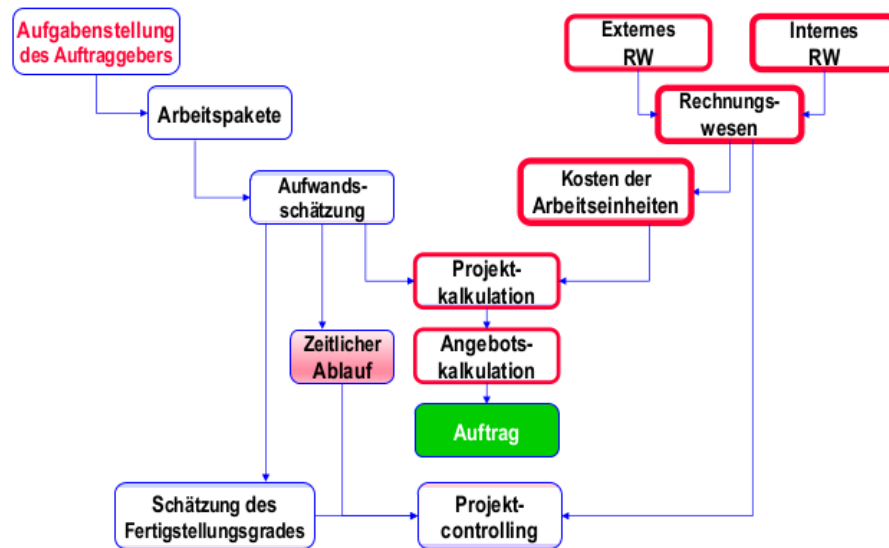 Aufgabenstellung
des Auftraggebers
Externes
RW
Internes
RW
Arbeitspakete
Rechnungs-
wesen
Aufwands-
schätzung
Kosten der
Arbeitseinheiten
Projekt-
kalkulation
Zeitlicher
Ablauf
Angebots-
kalkulation
Auftrag
Schätzung des
Fertigstellungsgrades
Projekt-
controlling